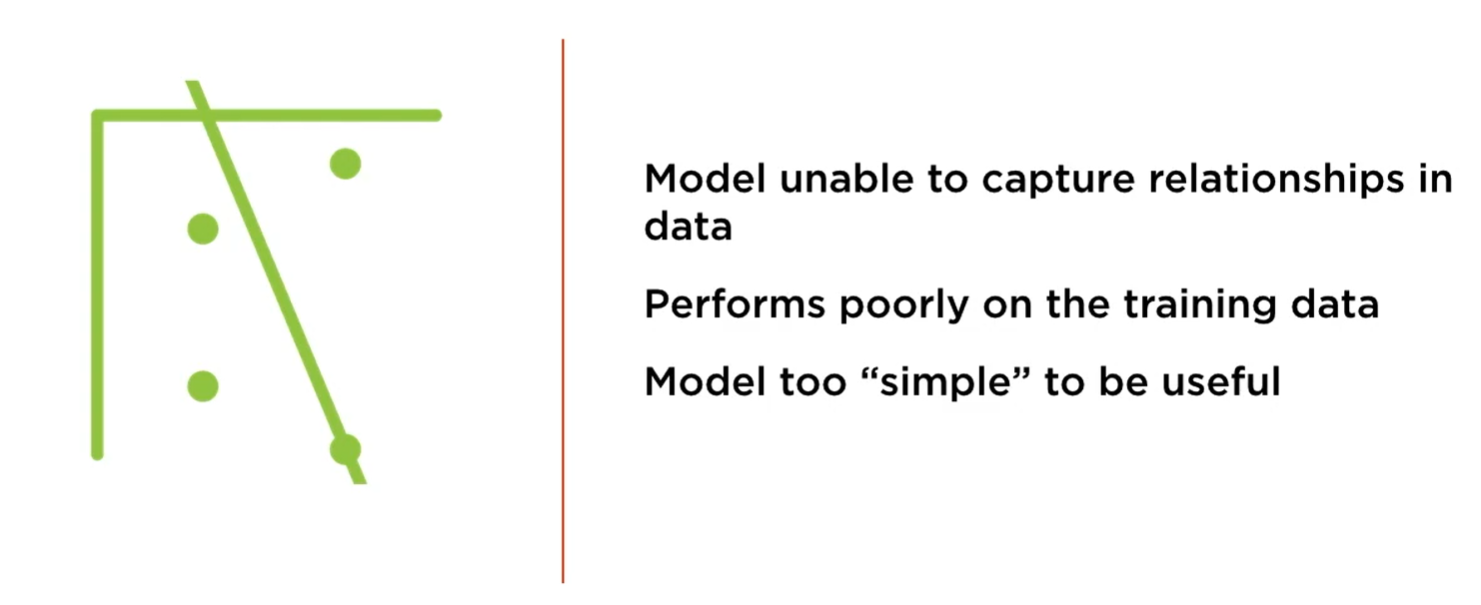 Model unable to capture relationships in
data
Performs poorly on the training data
Model too “simple” to be useful